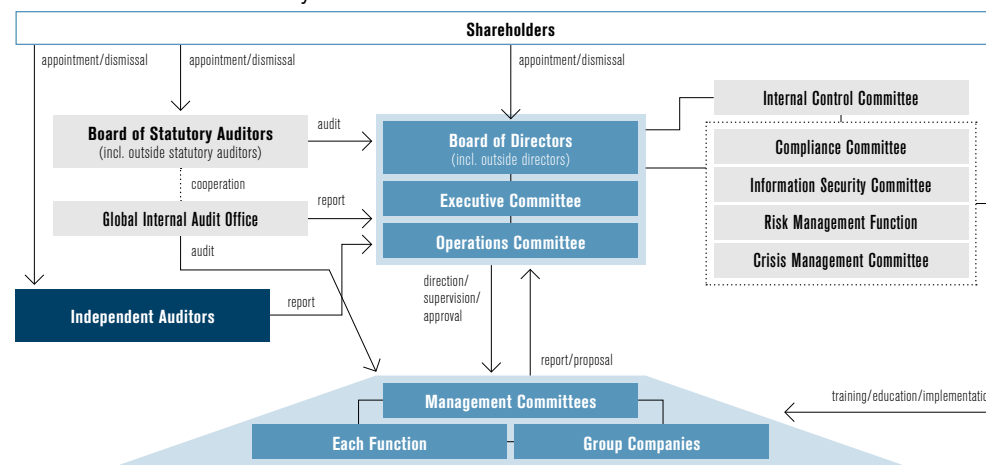 Shareholders
appointment/dismissal
appointment/dismissal
appointment/dismissal
Internal Control Committee
Board of Statutory Auditors
(incl. outside statutory auditors)
audit
Board of Directors
(incl. outside directors)
Compliance Committee
cooperation
Information Security Committee
Executive Committee
report
Global Internal Audit Office
Risk Management Function
Operations Committee
audit
Crisis Management Committee
direction/
supervision/
approval
report
Independent Auditors
report/proposal
training/education/implementatio
Management Committees
Each Function
Group Companies